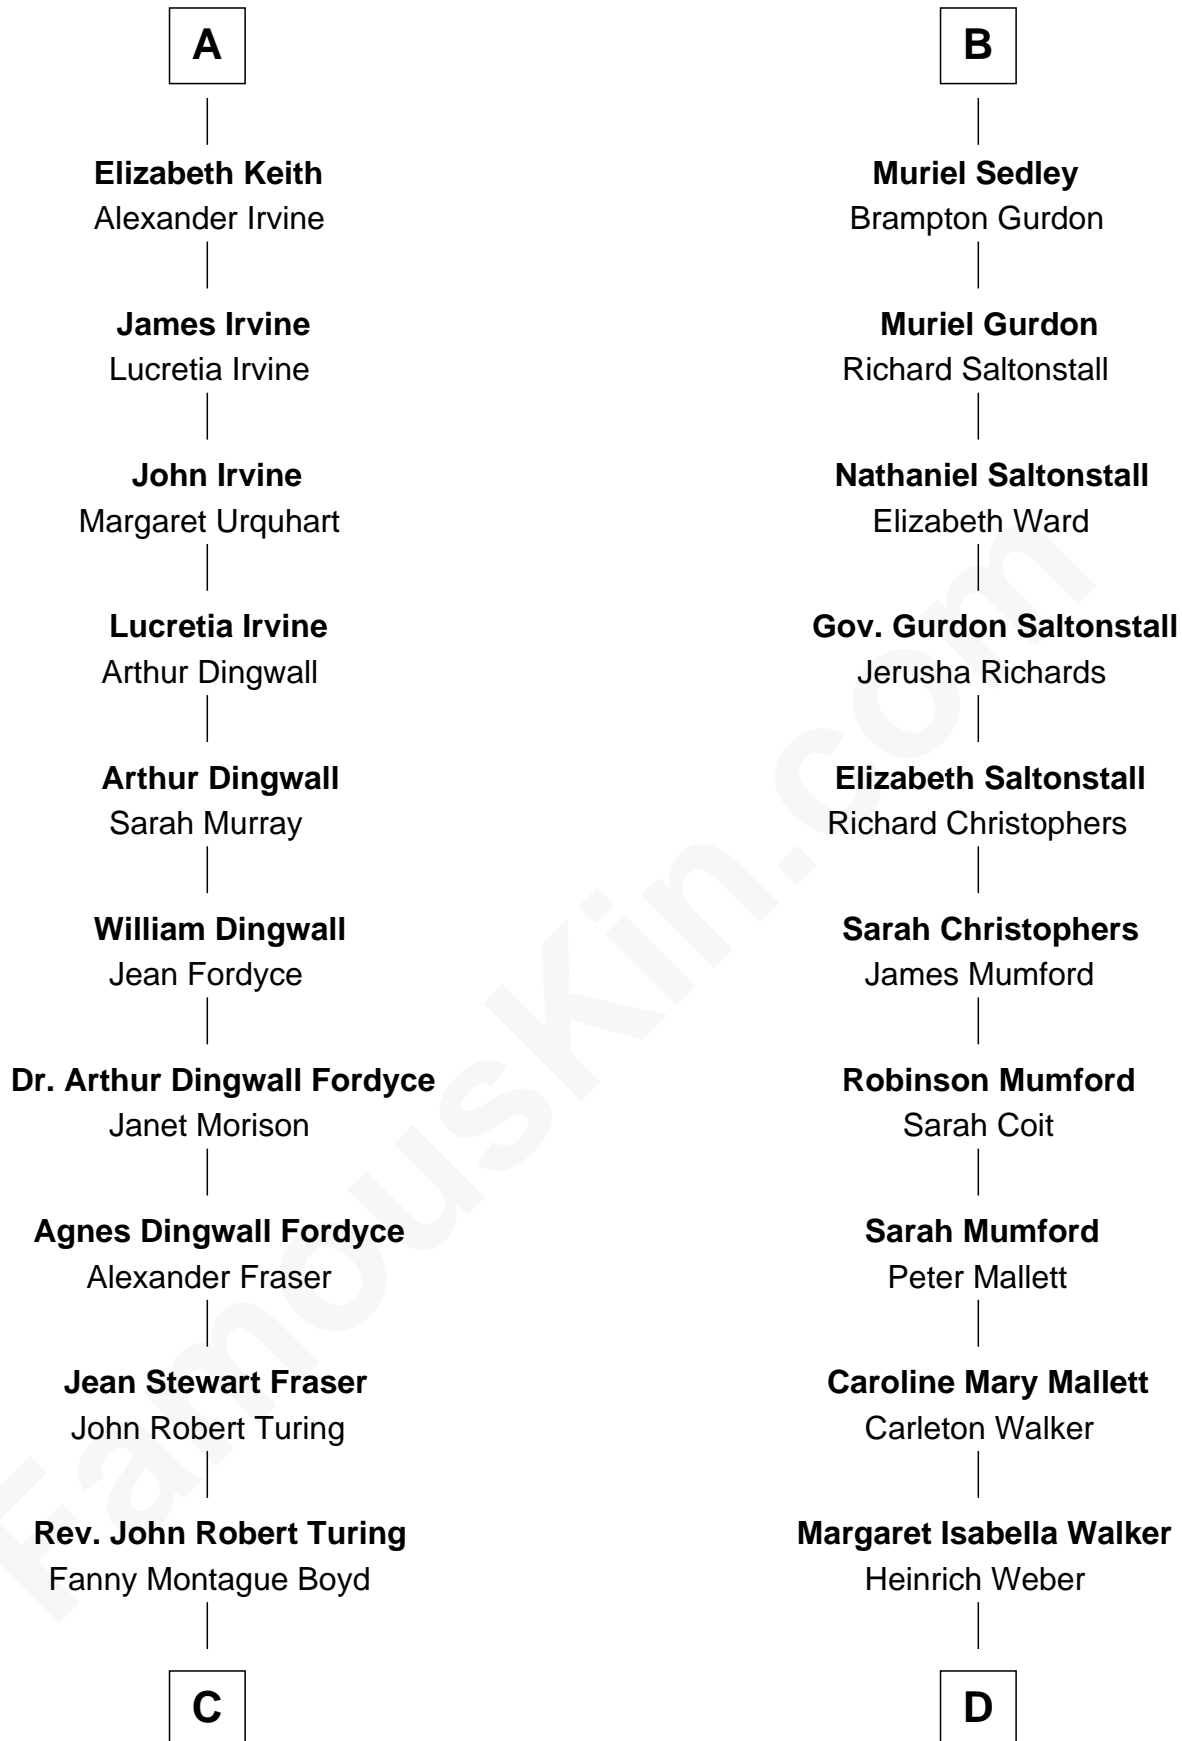 A
Elizabeth Keith
Alexander Irvine
James Irvine
Lucretia Irvine
John Irvine
Margaret Urquhart
Lucretia Irvine
Arthur Dingwall
Arthur Dingwall
Sarah Murray
William Dingwall
Jean Fordyce
Dr. Arthur Dingwall Fordyce
Janet Morison
Agnes Dingwall Fordyce
Alexander Fraser
Jean Stewart Fraser
John Robert Turing
Rev. John Robert Turing
Fanny Montague Boyd
C
B
Muriel Sedley
Brampton Gurdon
Muriel Gurdon
Richard Saltonstall
Nathaniel Saltonstall
Elizabeth Ward
Gov. Gurdon Saltonstall
Jerusha Richards
Elizabeth Saltonstall
Richard Christophers
Sarah Christophers
James Mumford
Robinson Mumford
Sarah Coit
Sarah Mumford
Peter Mallett
Caroline Mary Mallett
Carleton Walker
Margaret Isabella Walker
Heinrich Weber
D
FamousKin.com